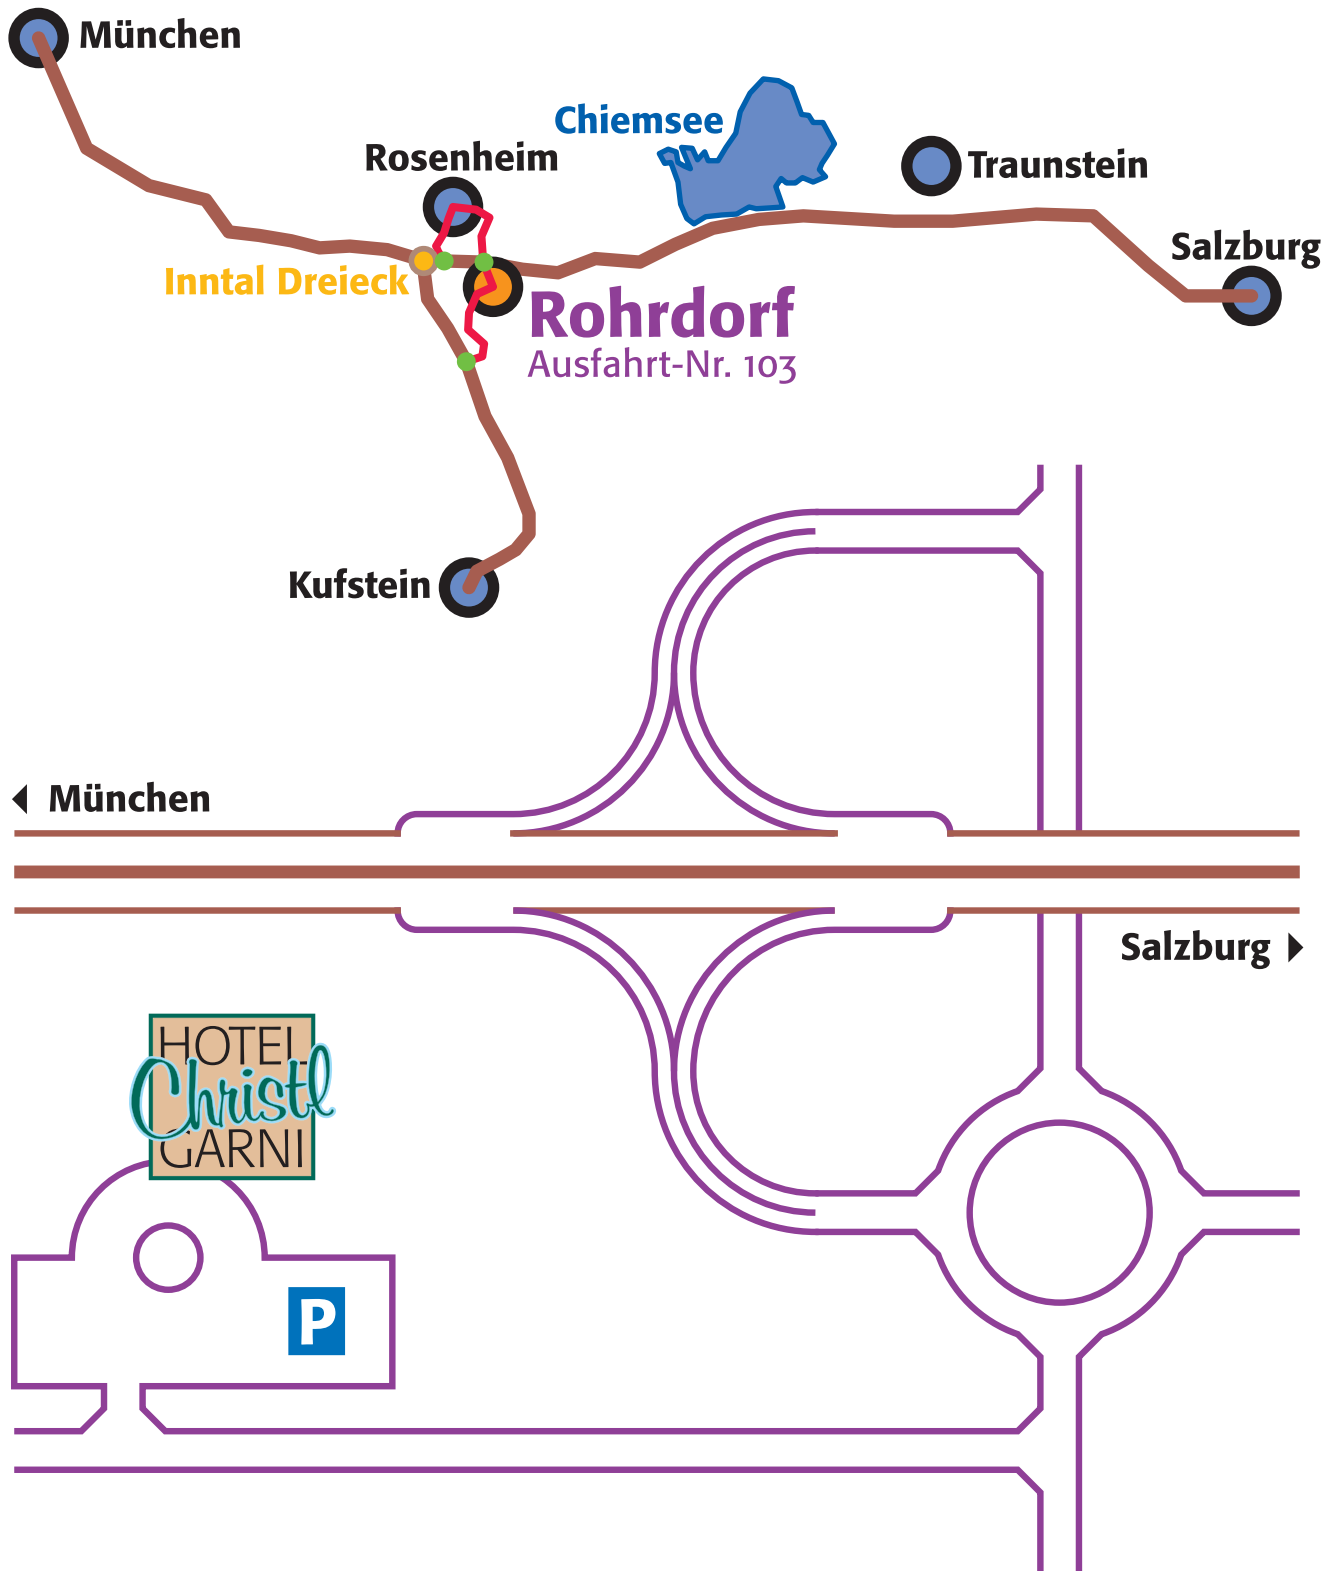 München
Chiemsee
Rosenheim
Traunstein
Salzburg
Inntal Dreieck
Rohrdorf
Ausfahrt-Nr. 103
Kufstein
München
Salzburg
HOTEL
Christl
GARNI
P